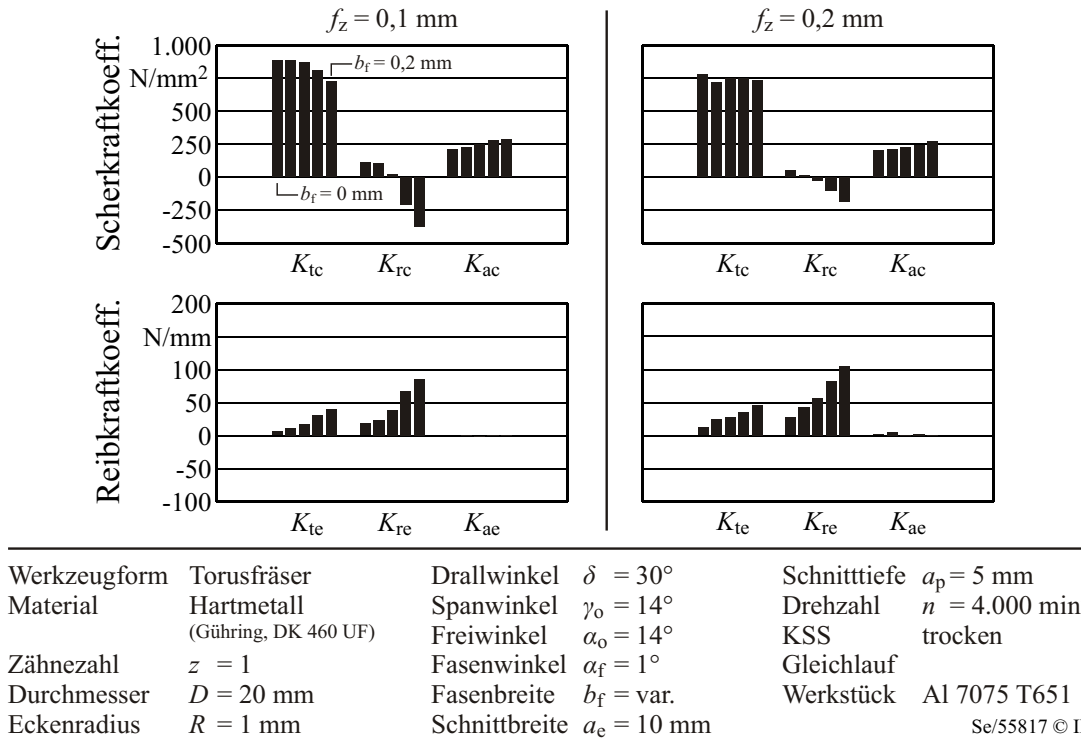 f_z = 0,1 mm
f_z = 0,2 mm
Scherkraftkoeff.
1.000
N/mm²
500
250
0
-250
-500
b_f = 0,2 mm
b_f = 0 mm
K_tc K_rc K_ac
K_tc K_rc K_ac
Reibkraftkoeff.
200
N/mm
100
50
0
-50
-100
K_te K_re K_ae
K_te K_re K_ae
Werkzeugform Torusfräser Drallwinkel δ = 30° Schnitttiefe a_p = 5 mm
Material Hartmetall Spanwinkel γ_o = 14° Drehzahl n = 4.000 min
(Gühring, DK 460 UF) Freiwinkel α_o = 14° KSS trocken
Zähnezahl z = 1 Fasenwinkel α_f = 1° Gleichlauf
Durchmesser D = 20 mm Fasenbreite b_f = var. Werkstück Al 7075 T651
Eckenradius R = 1 mm Schnittbreite a_e = 10 mm Se/55817 ©